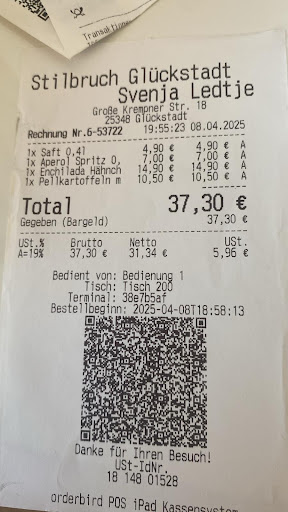 Transaktions
Stilbruch Glückstadt
Svenja Ledtje
Große Krempner Str. 18
25348 Glückstadt
Rechnung Nr.6-53722 19:55:23 08.04.2025
1x Saft 0,4l 4,90 € 4,90 € A
1x Aperol Spritz 0, 7,00 € 7,00 € A
1x Enchilada Hähnch 14,90 € 14,90 € A
1x Pellkartoffeln m 10,50 € 10,50 € A
Total 37,30 €
Gegeben (Bargeld) 37,30 €
USt.% Brutto Netto USt.
A=19% 37,30 € 31,34 € 5,96 €
Bedient von: Bedienung 1
Tisch: Tisch 200
Terminal: 38e7b5af
Bestellbeginn: 2025-04-08T18:58:13
Danke für Ihren Besuch!
USt-IdNr.
18 148 01528
orderbird POS iPad Kassensystem